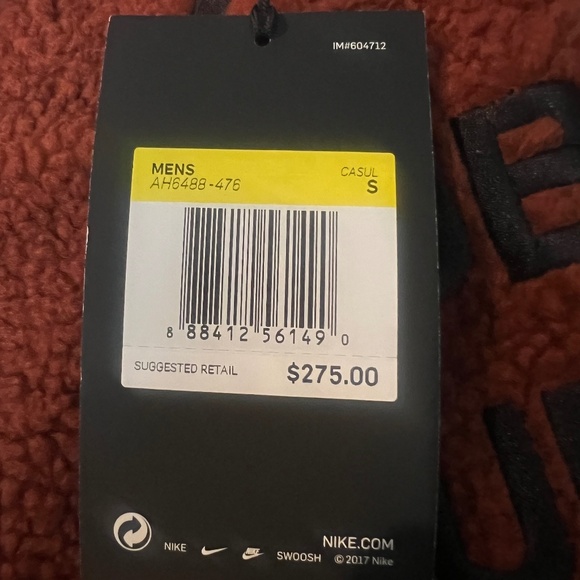 IM#604712
MENS CASUL
AH6488-476 S
8 88412 56149 0
SUGGESTED RETAIL $275.00
NIKE.COM
NIKE SWOOSH © 2017 Nike